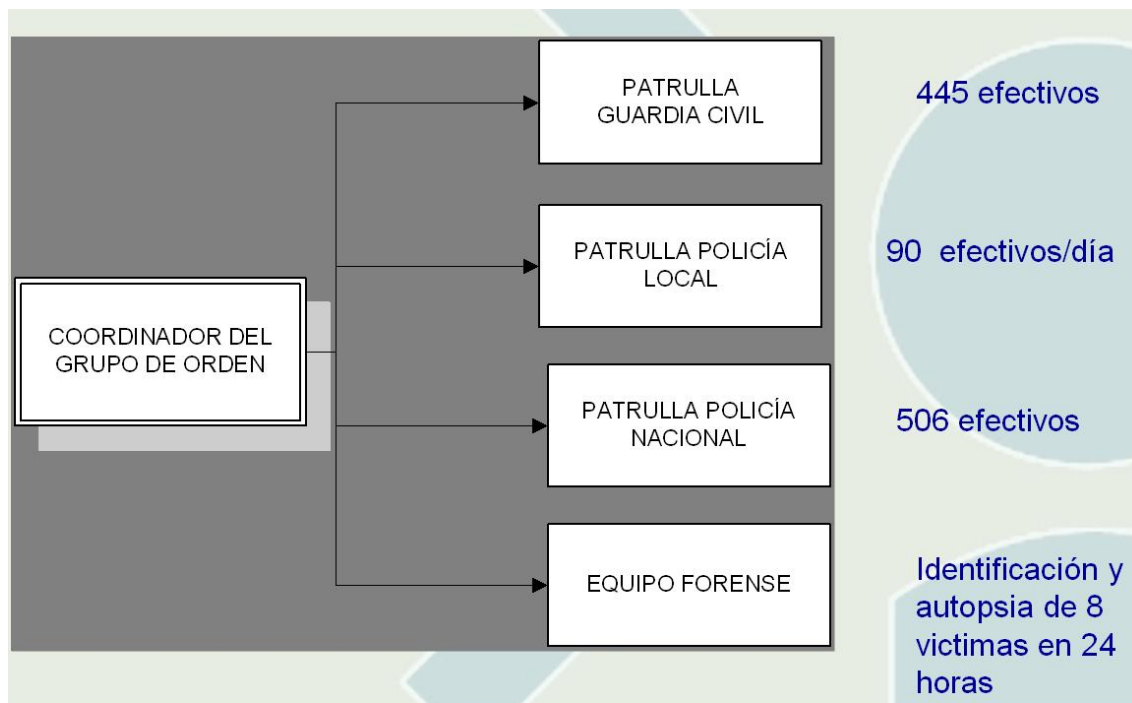 PATRULLA
GUARDIA CIVIL
445 efectivos
PATRULLA POLICÍA
LOCAL
90 efectivos/día
COORDINADOR DEL
GRUPO DE ORDEN
PATRULLA POLICÍA
NACIONAL
506 efectivos
EQUIPO FORENSE
Identificación y
autopsia de 8
victimas en 24
horas